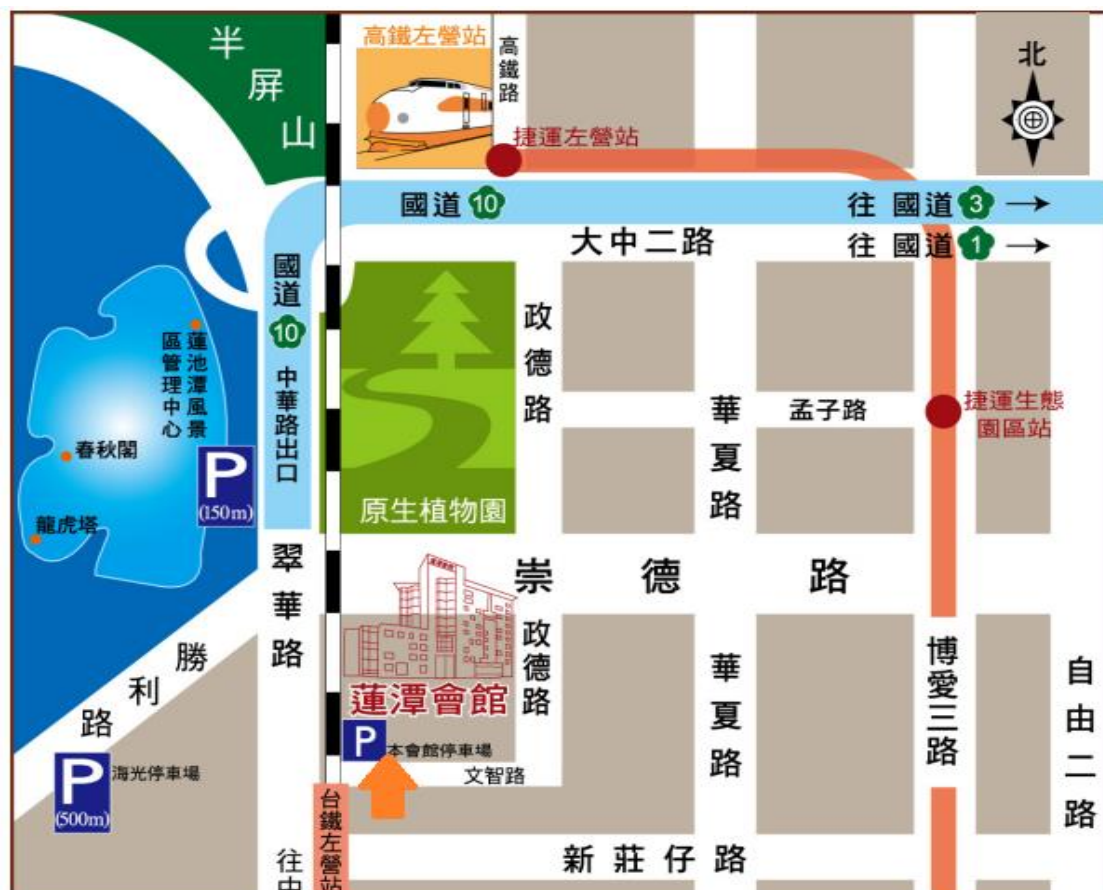 半屏山
高鐵左營站
高鐵路
北
捷運左營站
國道 10
往 國道 3 →
大中二路
往 國道 1 →
國道 10 中華路出口
蓮池潭風景
區管理中心
春秋閣
龍虎塔
P
(150m)
政德路
華夏路
孟子路
捷運生態
園區站
原生植物園
崇德路
翠華路
勝利路
蓮潭會館
蓮潭會館
政德路
華夏路
博愛三路
自由二路
P
本會館停車場
文智路
P
(500m)
海光停車場
台鐵左營站
新莊仔路
往中